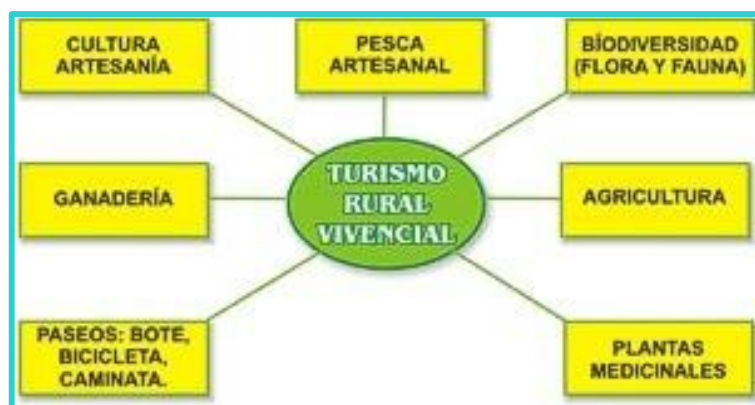 CULTURA
ARTESANÍA
PESCA
ARTESANAL
BÍODIVERSIDAD
(FLORA Y FAUNA)
GANADERÍA
TURISMO
RURAL
VIVENCIAL
AGRICULTURA
PASEOS: BOTE,
BICICLETA,
CAMINATA.
PLANTAS
MEDICINALES